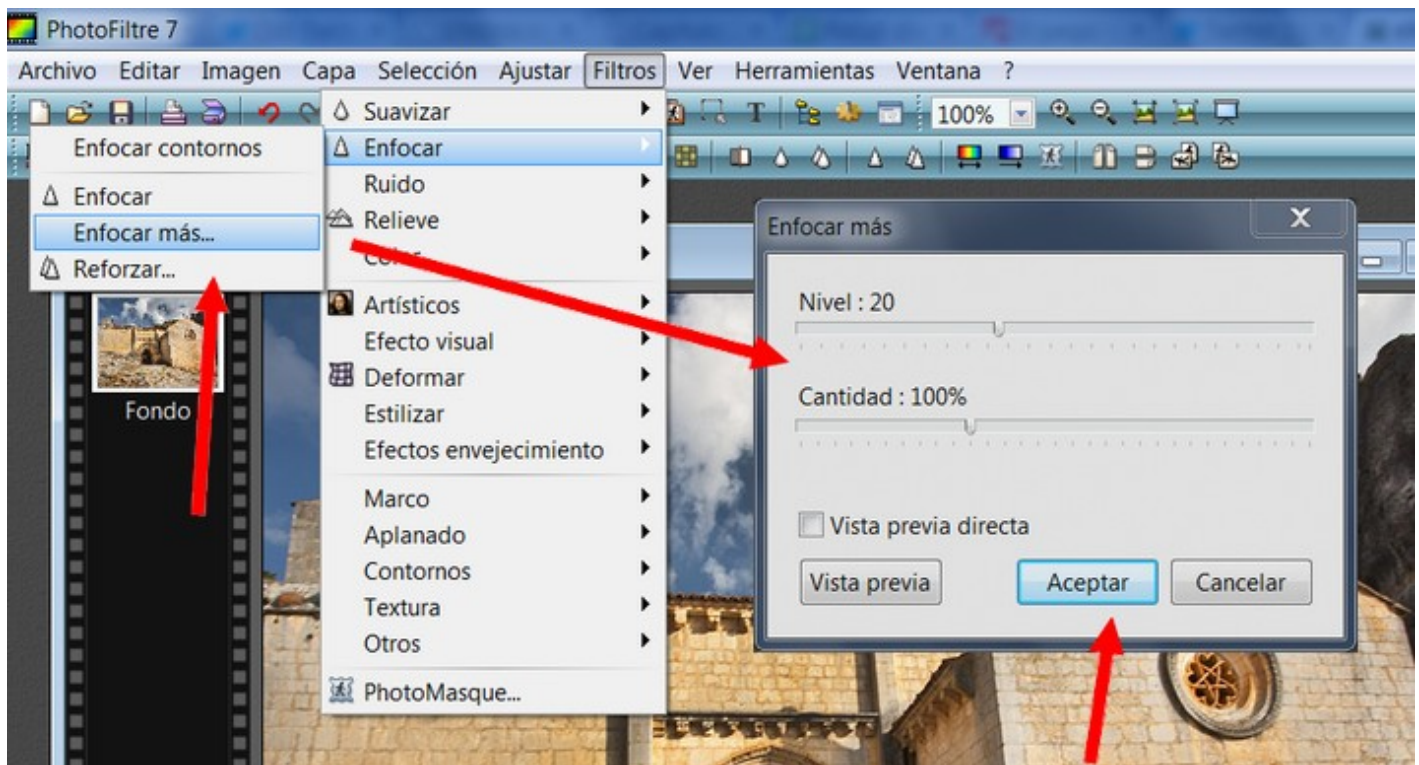 PhotoFiltre 7
Archivo Editar Imagen Capa Selección Ajustar Filtros Ver Herramientas Ventana ?
T 100%
Enfocar contornos
Enfocar
Enfocar más...
Reforzar...
Fondo
Suavizar
Enfocar
Ruido
Relieve
Color
Artísticos
Efecto visual
Deformar
Estilizar
Efectos envejecimiento
Marco
Aplanado
Contornos
Textura
Otros
PhotoMasque...
Enfocar más
X
Nivel : 20
Cantidad : 100%
Vista previa directa
Vista previa Aceptar Cancelar